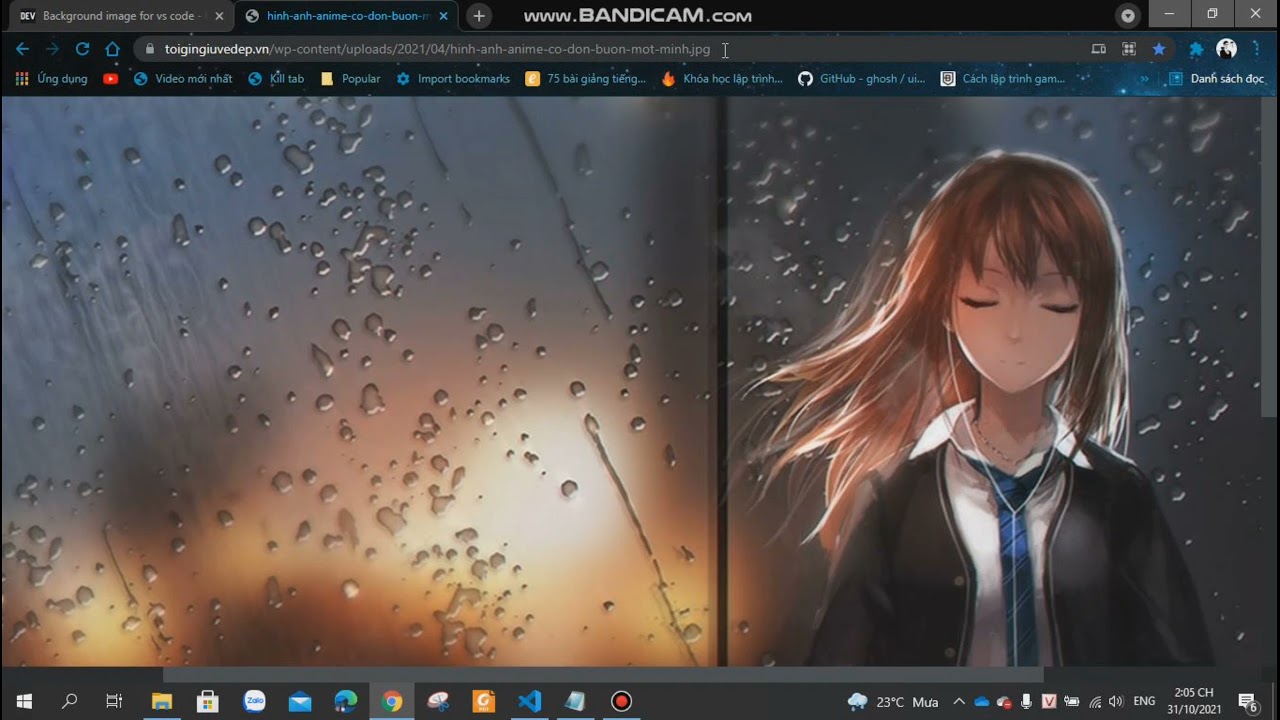 www.BANDICAM.com
DEV Background image for vs code -
hinh-anh-anime-co-don-buon-m
toigingiuvedep.vn/wp-content/uploads/2021/04/hinh-anh-anime-co-don-buon-mot-minh.jpg
Ứng dụng Video mới nhất Kill tab Popular Import bookmarks 75 bài giảng tiếng... Khóa học lập trình... GitHub - ghosh / ui... Cách lập trình gam... » Danh sách đọc
Zalo 23°C Mưa ENG 2:05 CH
31/10/2021 6